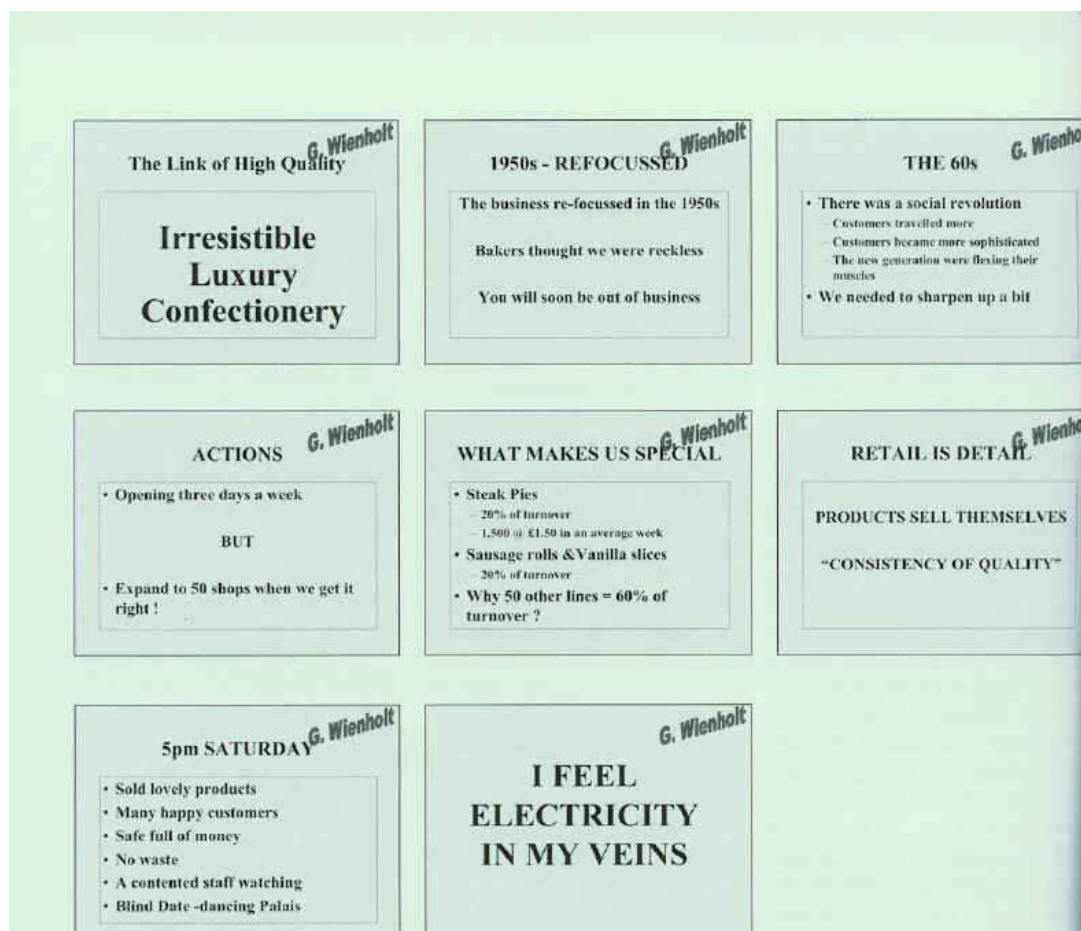 G. Wienholt
The Link of High Quality
Irresistible
Luxury
Confectionery
G. Wienholt
1950s - REFOCUSSED
The business re-focussed in the 1950s
Bakers thought we were reckless
You will soon be out of business
G. Wienho
THE 60s
• There was a social revolution
– Customers travelled more
– Customers became more sophisticated
– The new generation were flexing their
muscles
• We needed to sharpen up a bit
G. Wienholt
ACTIONS
• Opening three days a week
BUT
• Expand to 50 shops when we get it
right !
G. Wienholt
WHAT MAKES US SPECIAL
• Steak Pies
– 20% of turnover
– 1,500 @ £1.50 in an average week
• Sausage rolls &Vanilla slices
– 20% of turnover
• Why 50 other lines = 60% of
turnover ?
G. Wienho
RETAIL IS DETAIL
PRODUCTS SELL THEMSELVES
“CONSISTENCY OF QUALITY”
G. Wienholt
5pm SATURDAY
• Sold lovely products
• Many happy customers
• Safe full of money
• No waste
• A contented staff watching
• Blind Date -dancing Palais
G. Wienholt
I FEEL
ELECTRICITY
IN MY VEINS